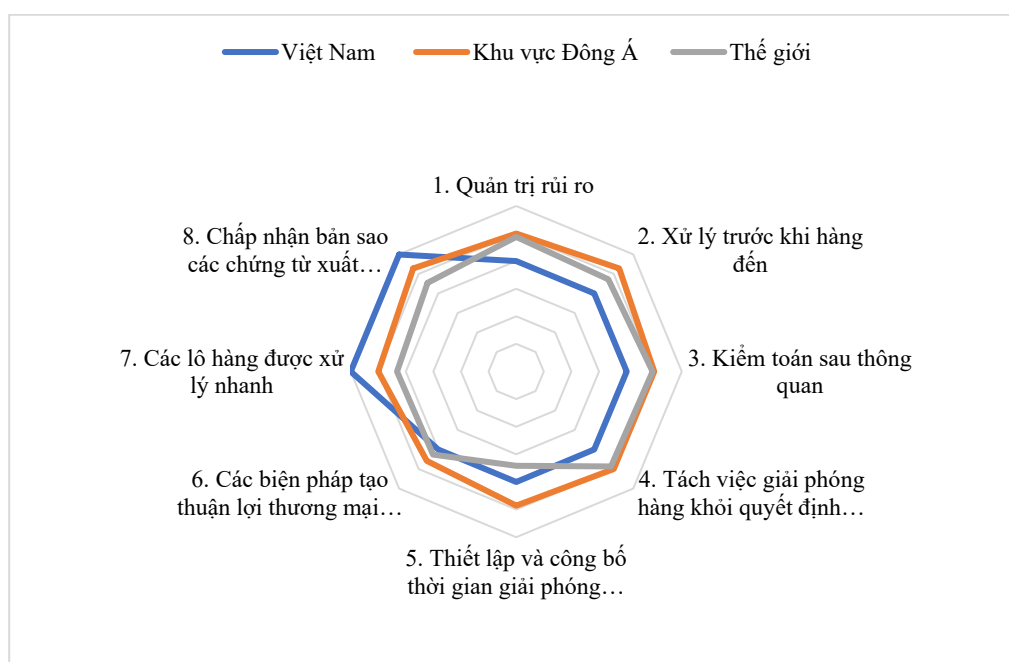 Việt Nam
Khu vực Đông Á
Thế giới
1. Quản trị rủi ro
2. Xử lý trước khi hàng
đến
3. Kiểm toán sau thông
quan
4. Tách việc giải phóng
hàng khỏi quyết định…
5. Thiết lập và công bố
thời gian giải phóng…
6. Các biện pháp tạo
thuận lợi thương mại…
7. Các lô hàng được xử
lý nhanh
8. Chấp nhận bản sao
các chứng từ xuất…